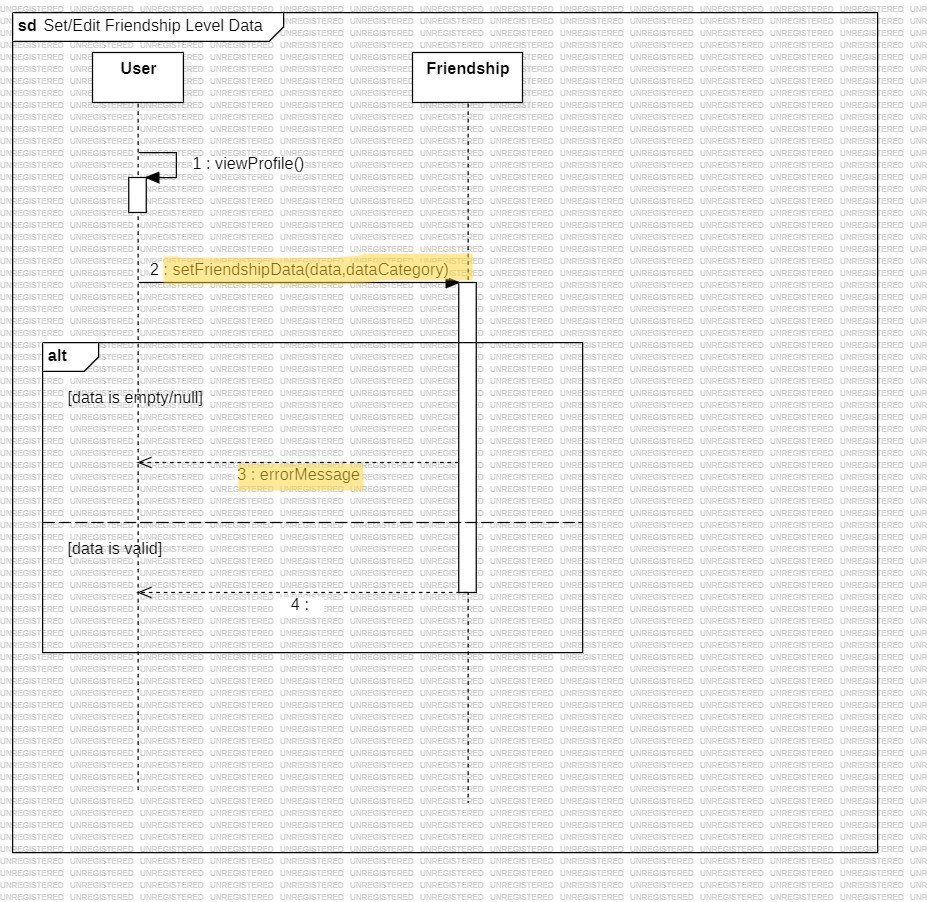 sd Set/Edit Friendship Level Data
User
Friendship
1 : viewProfile()
2 : setFriendshipData(data,dataCategory)
alt
[data is empty/null]
3 : errorMessage
[data is valid]
4 :
UNREGISTERED